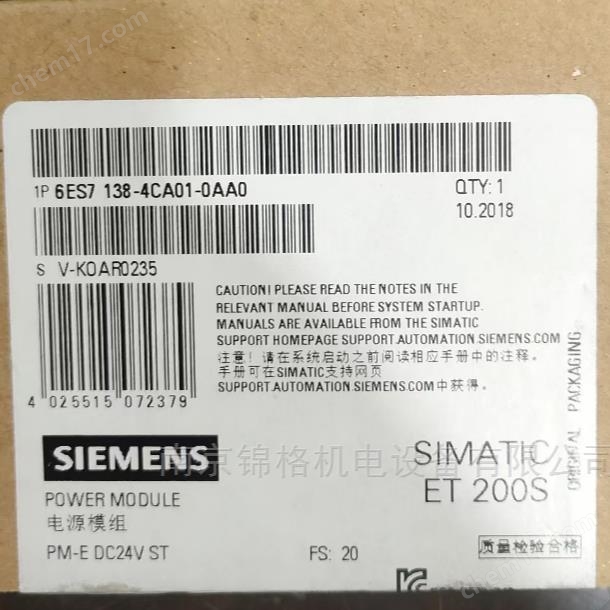 chem17.com
1P 6ES7 138-4CA01-0AA0
QTY: 1
10.2018
S V-KOAR0235
CAUTION! PLEASE READ THE NOTES IN THE
RELEVANT MANUAL BEFORE SYSTEM STARTUP.
MANUALS ARE AVAILABLE FROM THE SIMATIC
SUPPORT HOMEPAGE SUPPORT.AUTOMATION.SIEMENS.COM
注意!请在系统启动之前阅读相应手册中的注释。
手册可在SIMATIC支持网页
SUPPORT.AUTOMATION.SIEMENS.COM中获得。
4 025515 072379
ORIGINAL PACKAGING
南京锦格机电设备有限公司
SIEMENS
SIMATIC
ET 200S
POWER MODULE
电源模组
PM-E DC24V ST
FS: 20
质量检验合格